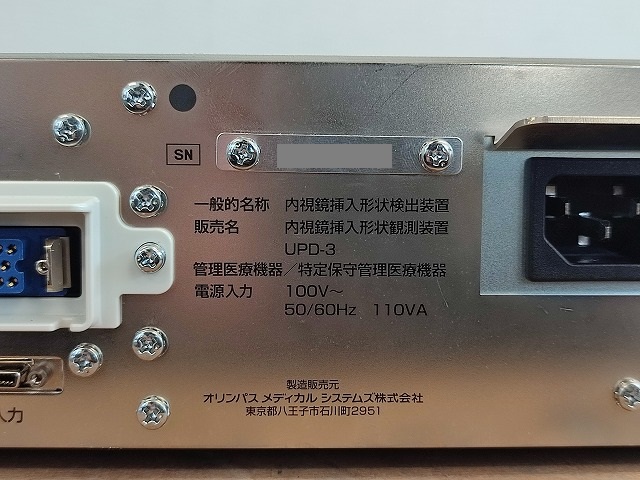 SN
一般的名称 内視鏡挿入形状検出装置
販売名 内視鏡挿入形状観測装置
UPD-3
管理医療機器／特定保守管理医療機器
電源入力 100V～
50/60Hz 110VA
製造販売元
オリンパス メディカル システムズ株式会社
東京都八王子市石川町2951
入力